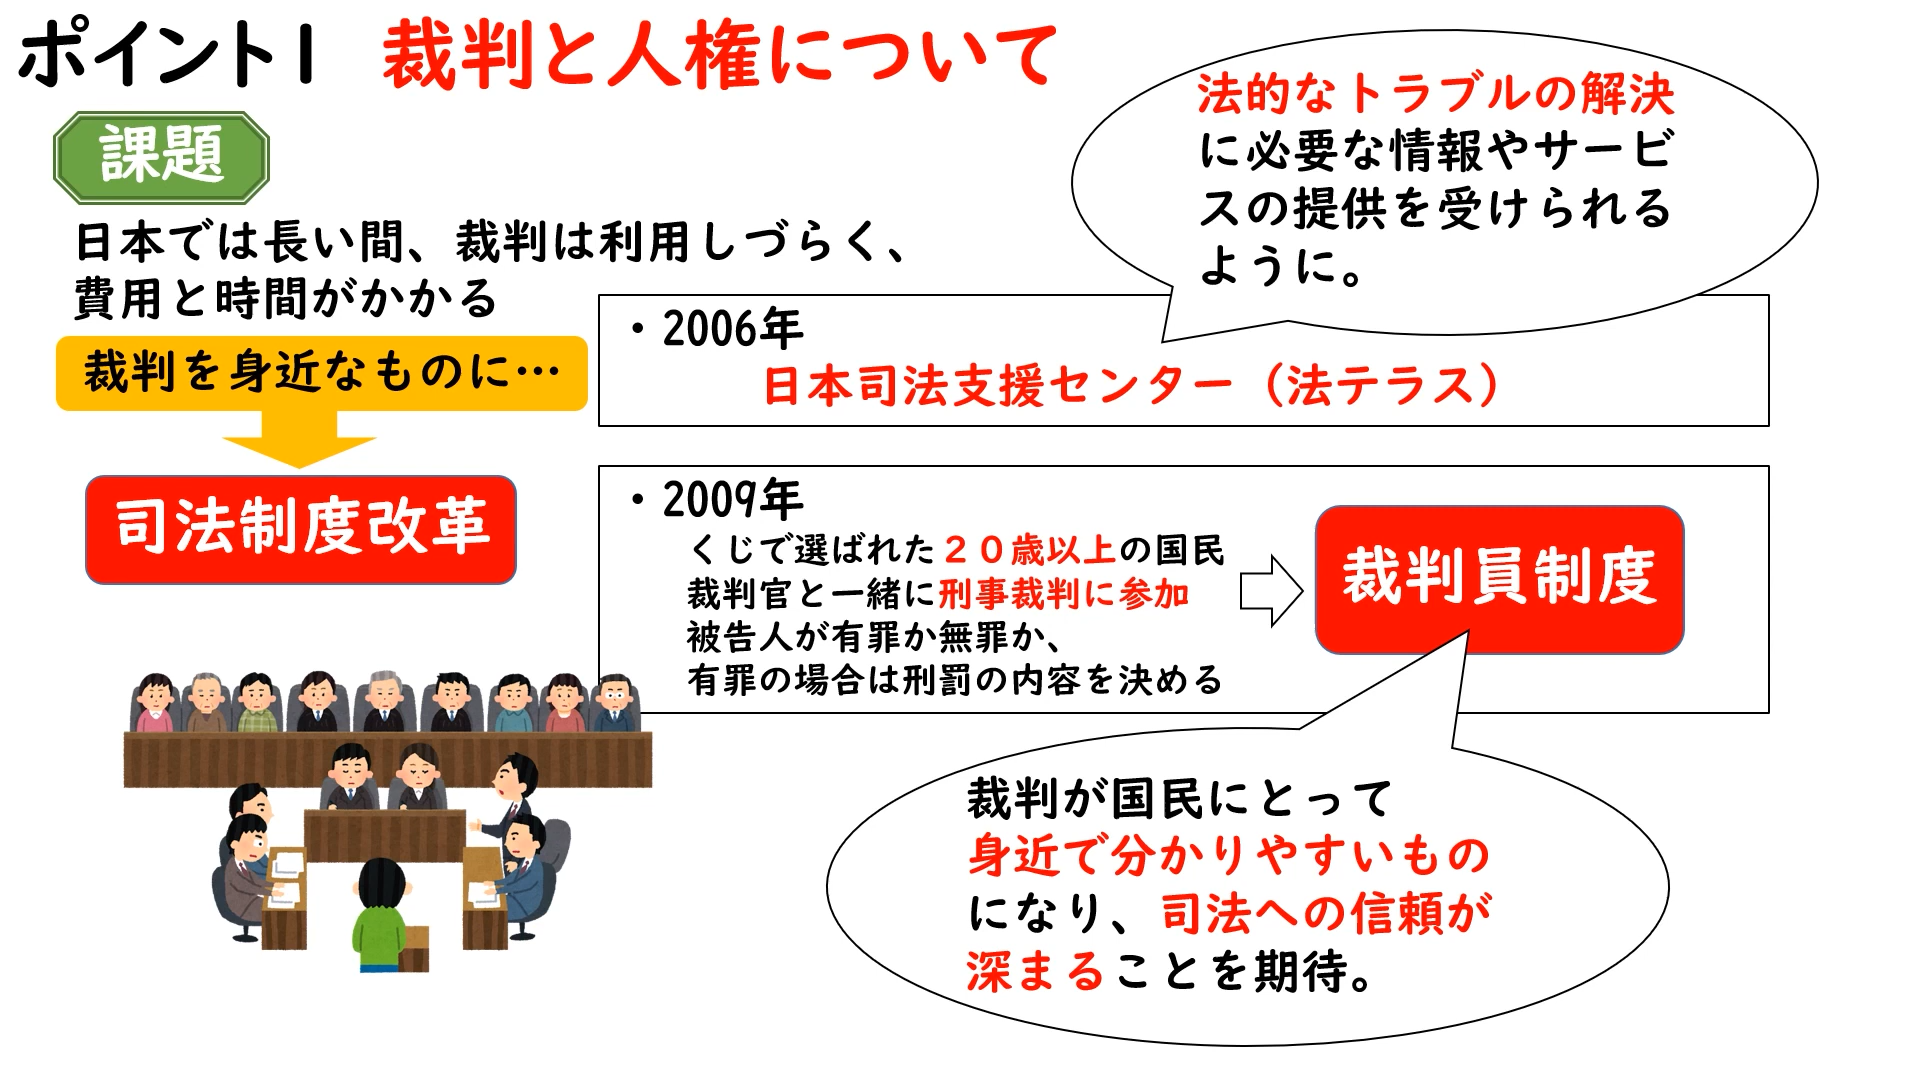 ポイント1　裁判と人権について
課題
日本では長い間、裁判は利用しづらく、
費用と時間がかかる
裁判を身近なものに…
司法制度改革
法的なトラブルの解決
に必要な情報やサービ
スの提供を受けられる
ように。
・2006年
日本司法支援センター（法テラス）
・2009年
くじで選ばれた２０歳以上の国民
裁判官と一緒に刑事裁判に参加
被告人が有罪か無罪か、
有罪の場合は刑罰の内容を決める
裁判員制度
裁判が国民にとって
身近で分かりやすいもの
になり、司法への信頼が
深まることを期待。